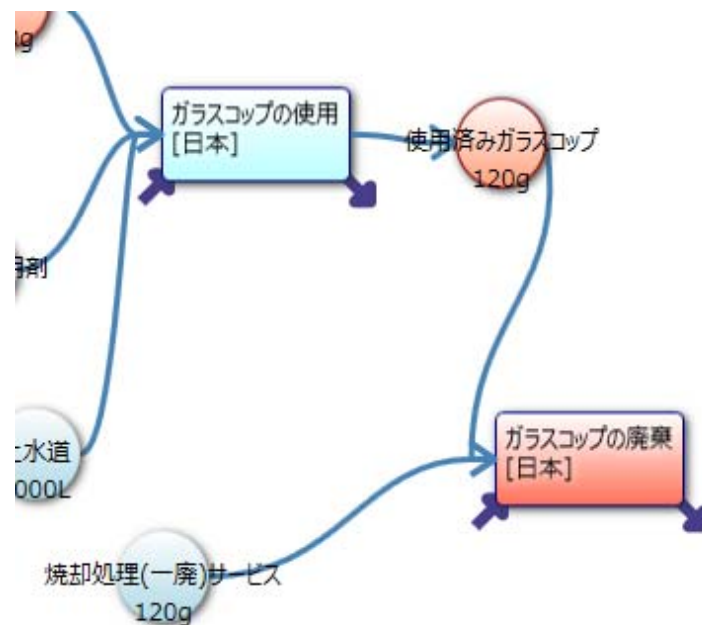 ガラスコップの使用
[日本]
使用済みガラスコップ
120g
用剤
上水道
000L
ガラスコップの廃棄
[日本]
焼却処理(一廃)サービス
120g